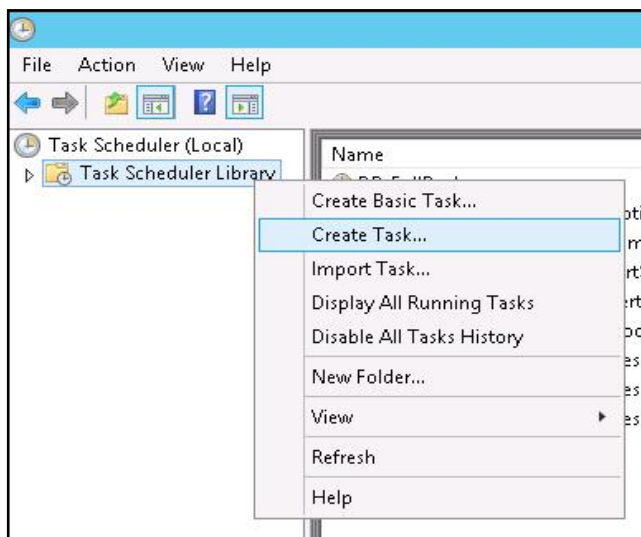 File Action View Help
Task Scheduler (Local)
Task Scheduler Library
Name
Create Basic Task...
Create Task...
Import Task...
Display All Running Tasks
Disable All Tasks History
New Folder...
View
Refresh
Help